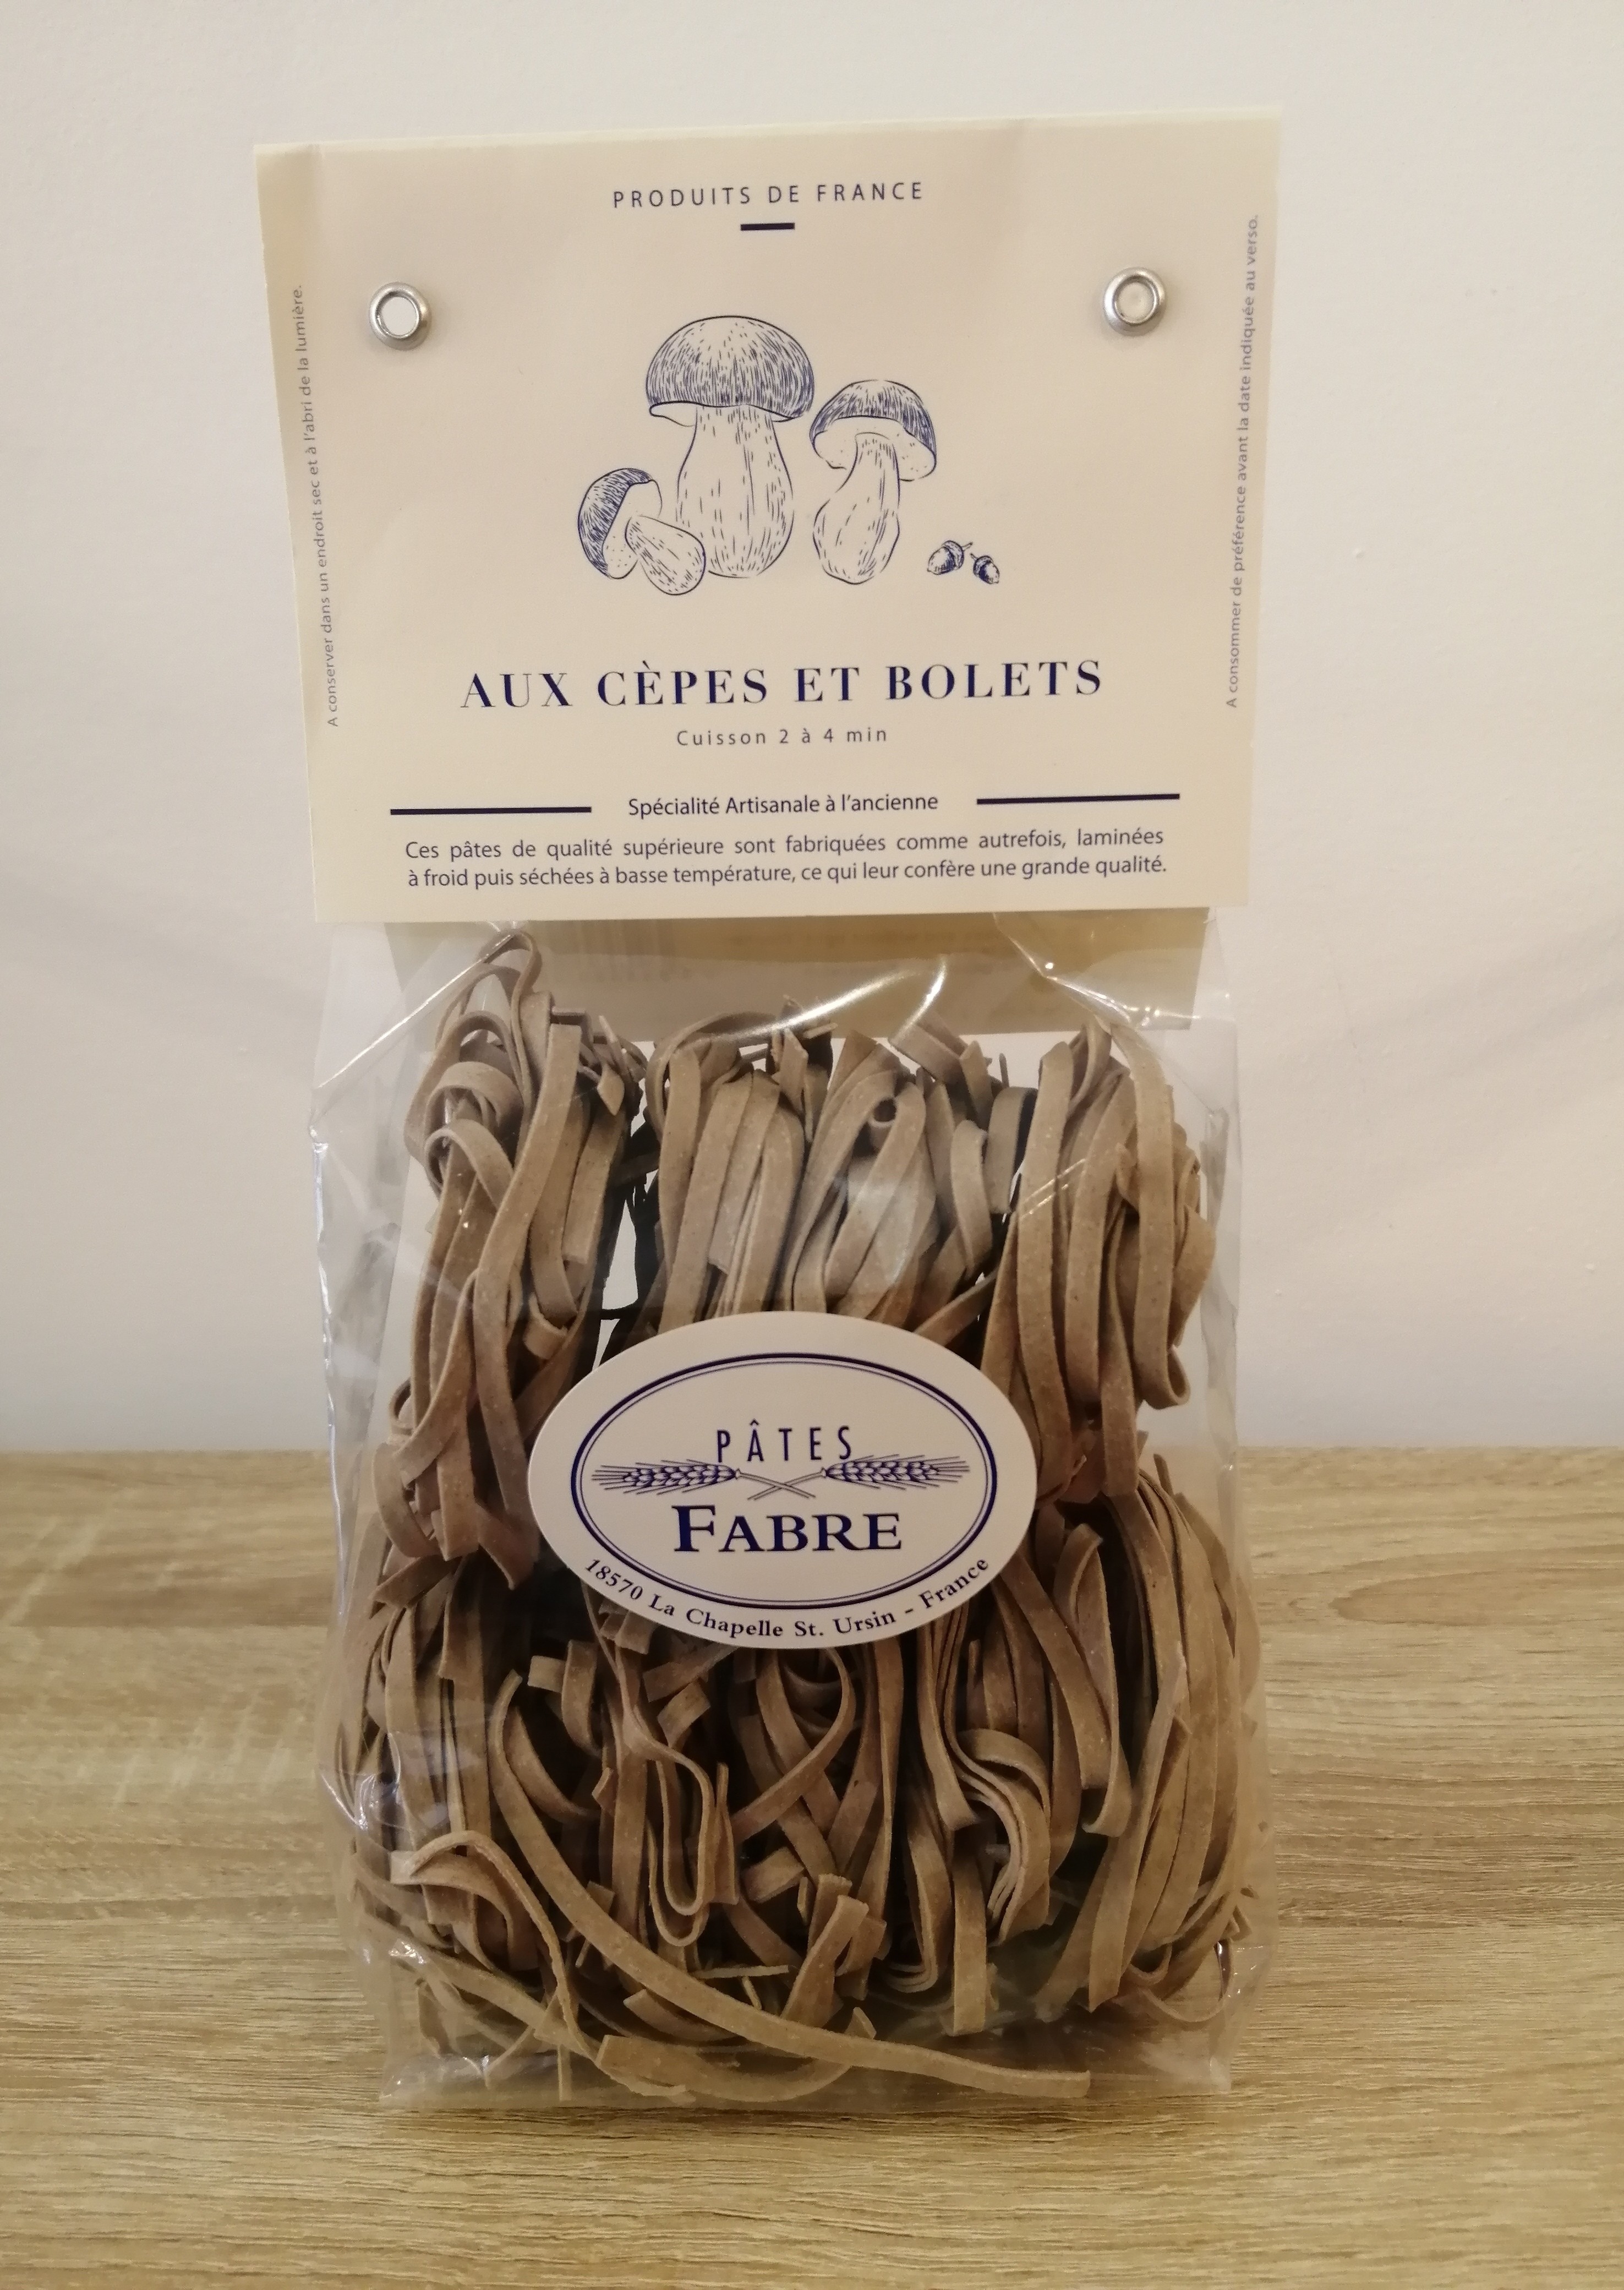 PRODUITS DE FRANCE
A conserver dans un endroit sec et à l'abri de la lumière.
A consommer de préférence avant la date indiquée au verso.
AUX CÈPES ET BOLETS
Cuisson 2 à 4 min
Spécialité Artisanale à l'ancienne
Ces pâtes de qualité supérieure sont fabriquées comme autrefois, laminées
à froid puis séchées à basse température, ce qui leur confère une grande qualité.
PÂTES
FABRE
18570 La Chapelle St. Ursin - France